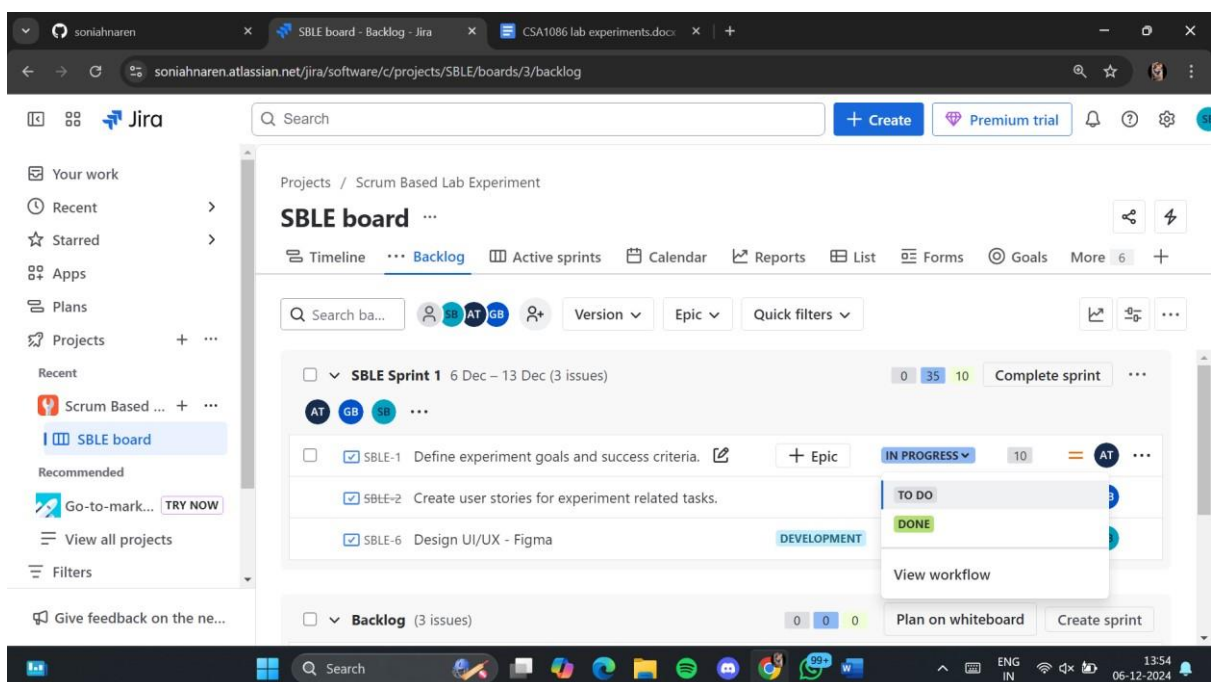 soniahnaren
SBLE board - Backlog - Jira
CSA1086 lab experiments.docx
soniahnaren.atlassian.net/jira/software/c/projects/SBLE/boards/3/backlog
Jira
Search
+ Create
Premium trial
Your work
Recent
Starred
Apps
Plans
Projects
Recent
Scrum Based ...
SBLE board
Recommended
Go-to-mark... TRY NOW
View all projects
Filters
Give feedback on the ne...
Projects / Scrum Based Lab Experiment
SBLE board ...
Timeline ... Backlog Active sprints Calendar Reports List Forms Goals More 6 +
Search ba... SB AT GB Version Epic Quick filters
SBLE Sprint 1 6 Dec – 13 Dec (3 issues) 0 35 10 Complete sprint ...
AT GB SB ...
SBLE-1 Define experiment goals and success criteria. + Epic IN PROGRESS 10 = AT ...
SBLE-2 Create user stories for experiment related tasks.
SBLE-6 Design UI/UX - Figma DEVELOPMENT
TO DO
DONE
View workflow
Backlog (3 issues) 0 0 0 Plan on whiteboard Create sprint
Search
99+
ENG
IN
13:54
06-12-2024